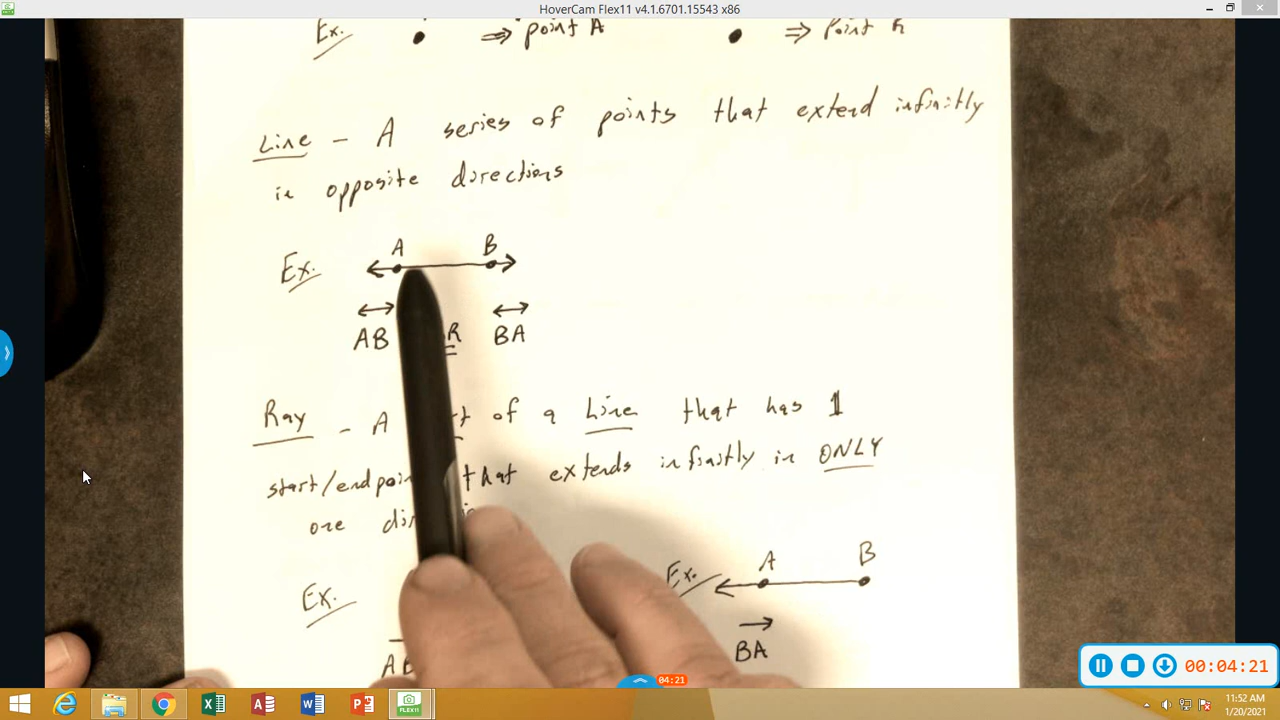 HoverCam Flex11 v4.1.6701.15543 x86
Ex. ⇒ point A ⇒ point
Line - A series of points that extend infinitly
in opposite directions
A B
Ex.
AB BA
Ray - A of a Line that has 1
that extends infinitly in ONLY
one
Ex. A B
Ex.
BA
00:04:21
04:21
FLEX11
11:52 AM
1/20/2021